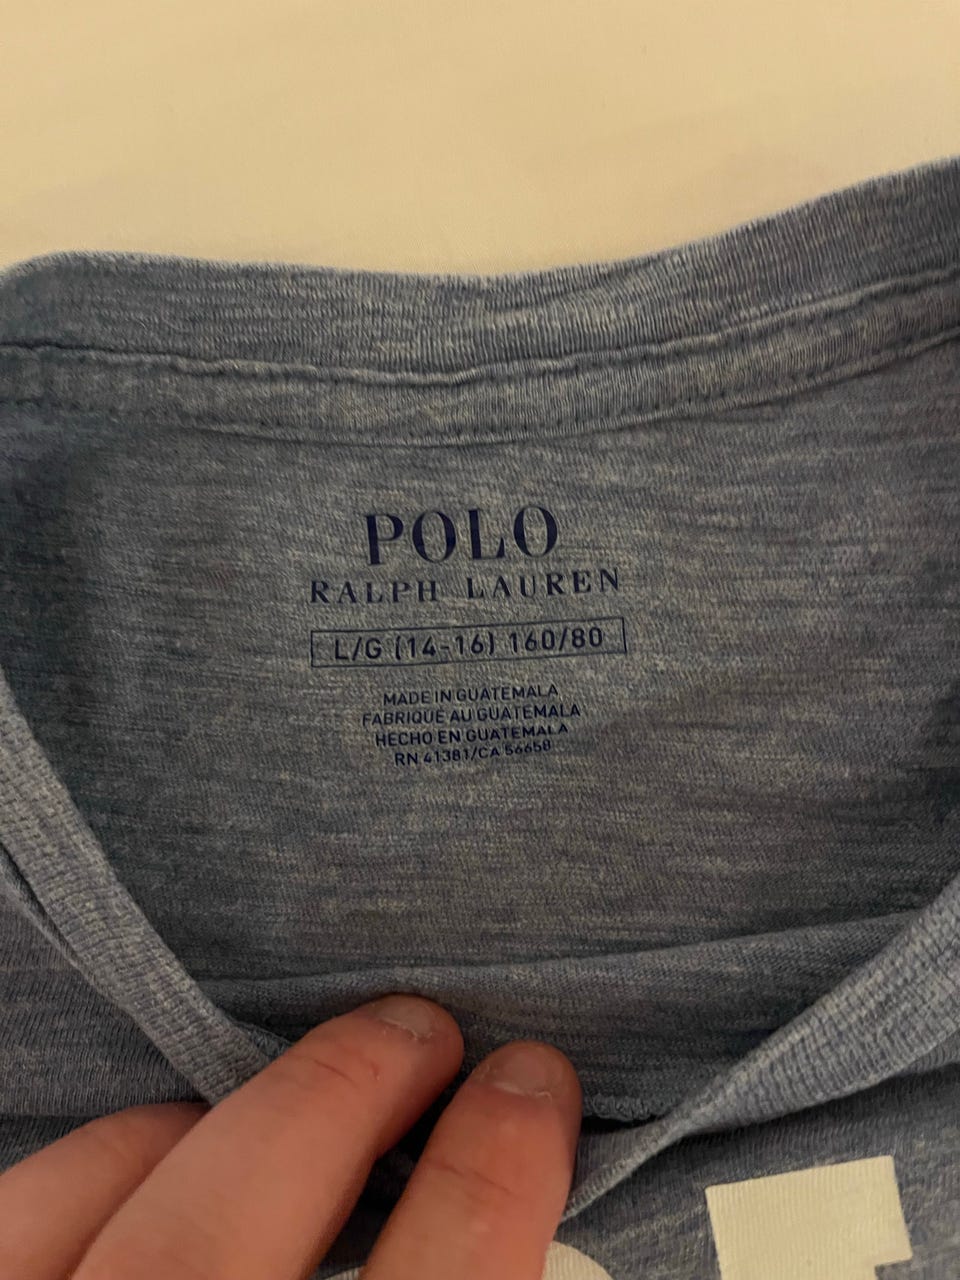 POLO
RALPH LAUREN
L/G (14-16) 160/80
MADE IN GUATEMALA
FABRIQUÉ AU GUATEMALA
HECHO EN GUATEMALA
RN 41381/CA 56658